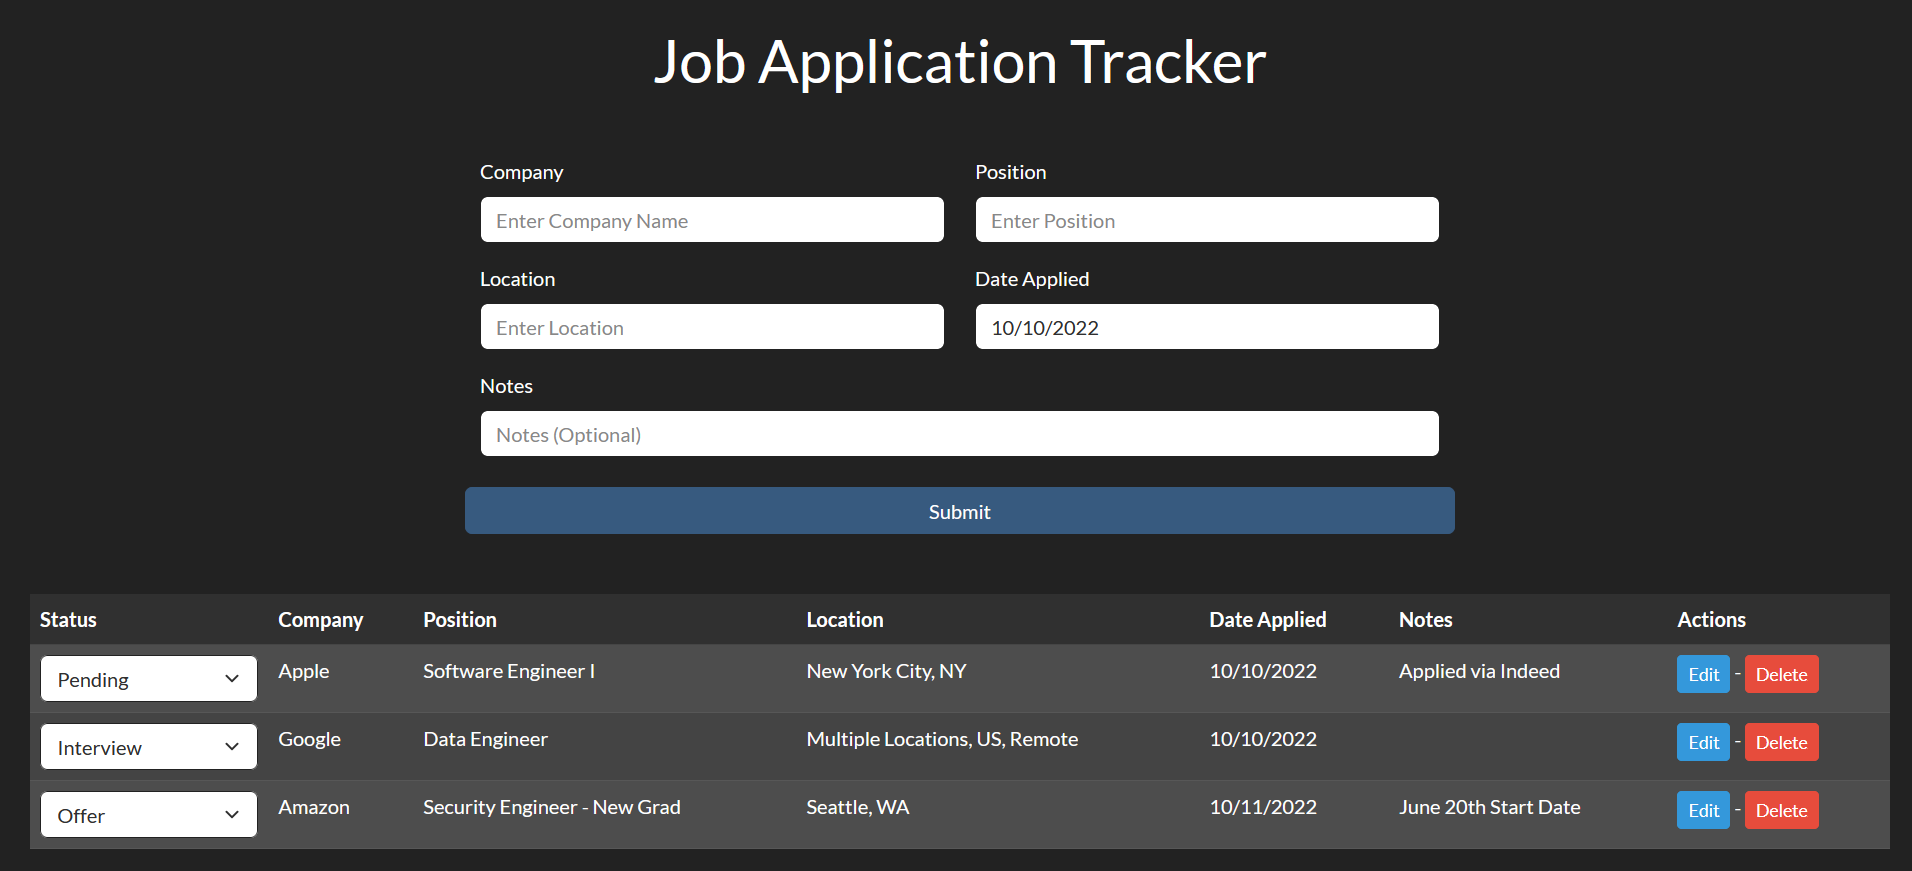 Job Application Tracker
Company Position
Enter Company Name Enter Position
Location Date Applied
Enter Location 10/10/2022
Notes
Notes (Optional)
Submit
Status Company Position Location Date Applied Notes Actions
Pending Apple Software Engineer I New York City, NY 10/10/2022 Applied via Indeed Edit - Delete
Interview Google Data Engineer Multiple Locations, US, Remote 10/10/2022 Edit - Delete
Offer Amazon Security Engineer - New Grad Seattle, WA 10/11/2022 June 20th Start Date Edit - Delete